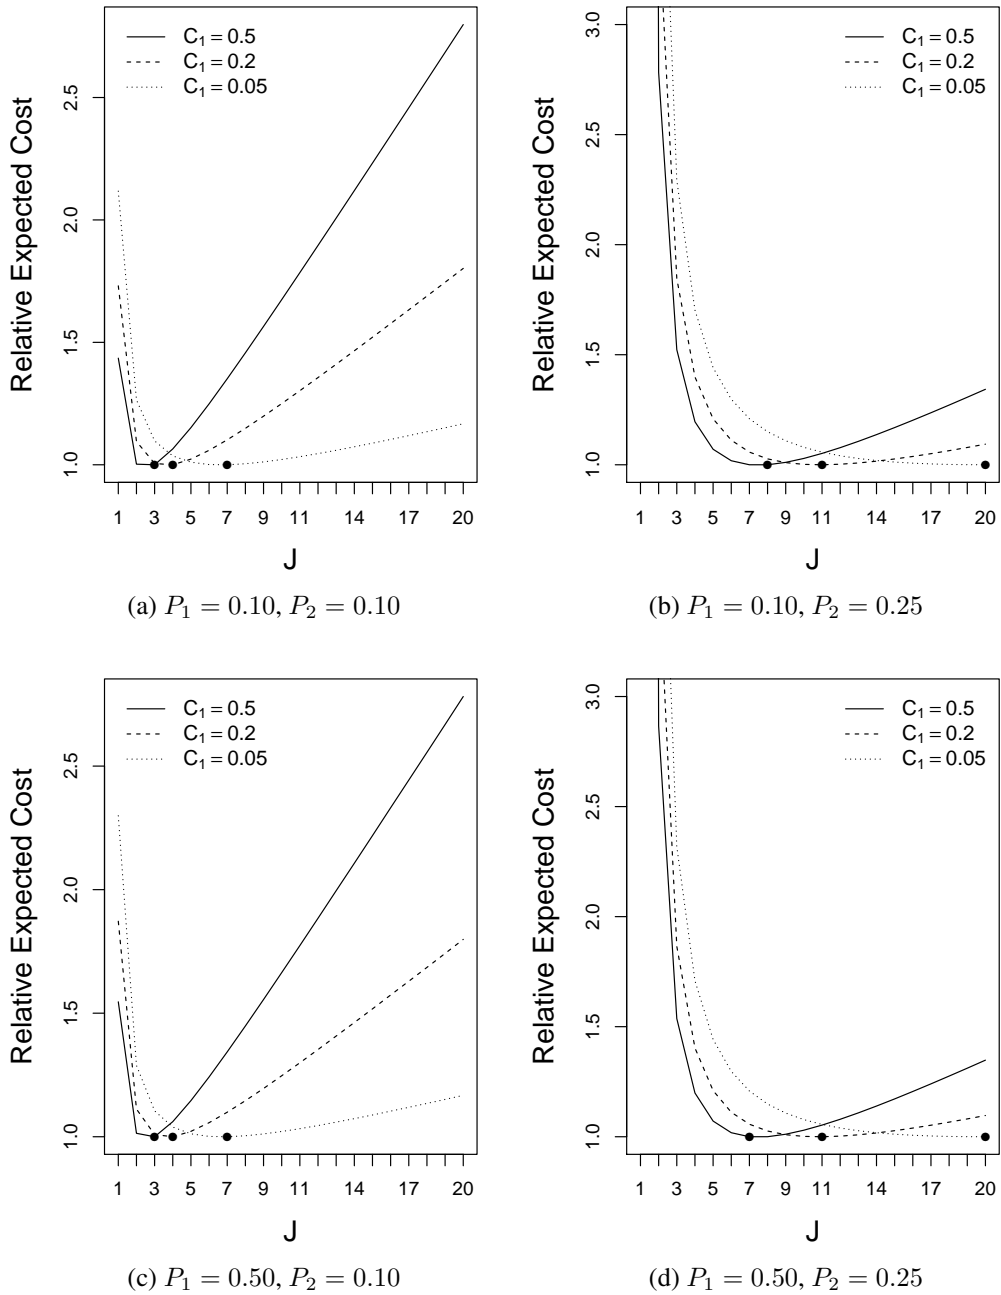 C₁ = 0.5
C₁ = 0.2
C₁ = 0.05
Relative Expected Cost
1.0 1.5 2.0 2.5
1 3 5 7 9 11 14 17 20
J
(a) P₁ = 0.10, P₂ = 0.10
C₁ = 0.5
C₁ = 0.2
C₁ = 0.05
Relative Expected Cost
1.0 1.5 2.0 2.5 3.0
1 3 5 7 9 11 14 17 20
J
(b) P₁ = 0.10, P₂ = 0.25
C₁ = 0.5
C₁ = 0.2
C₁ = 0.05
Relative Expected Cost
1.0 1.5 2.0 2.5
1 3 5 7 9 11 14 17 20
J
(c) P₁ = 0.50, P₂ = 0.10
C₁ = 0.5
C₁ = 0.2
C₁ = 0.05
Relative Expected Cost
1.0 1.5 2.0 2.5 3.0
1 3 5 7 9 11 14 17 20
J
(d) P₁ = 0.50, P₂ = 0.25